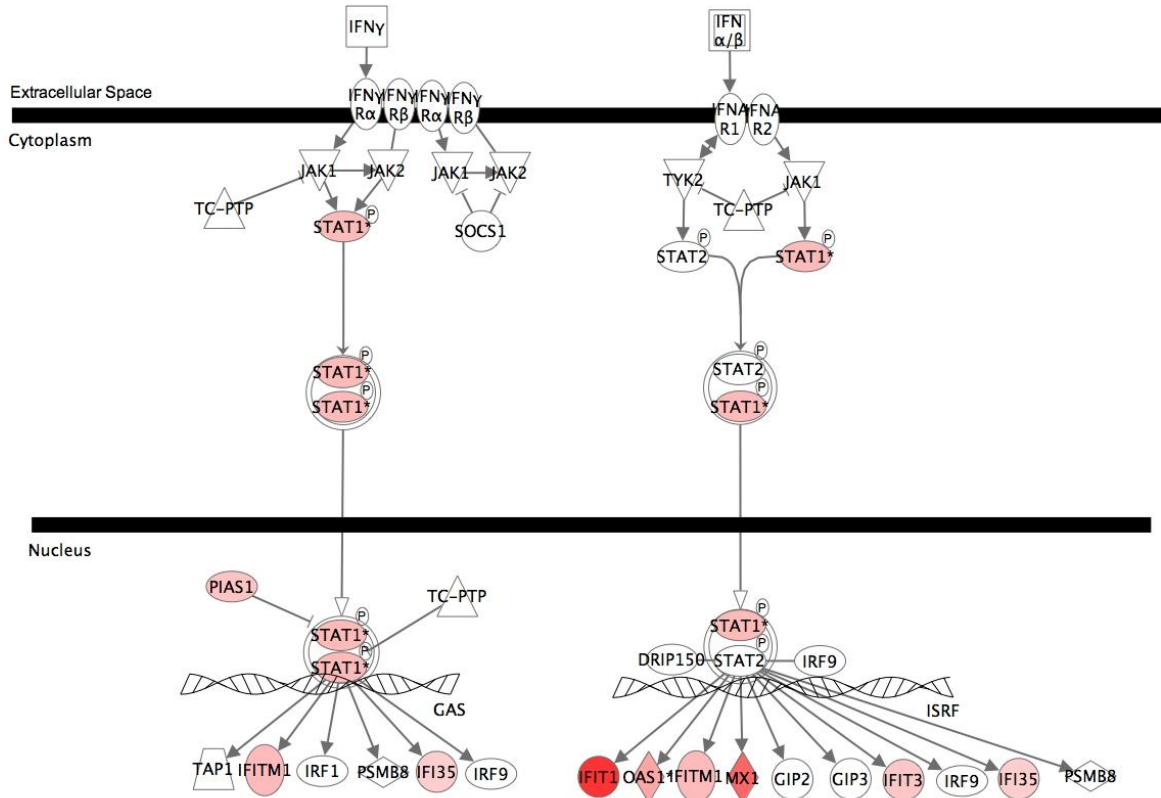 IFNγ
IFN
α/β
Extracellular Space
IFNγ
Rα
IFNγ
Rβ
IFNγ
Rα
IFNγ
Rβ
IFNA
R1
IFNA
R2
Cytoplasm
JAK1
JAK2
JAK1
JAK2
TYK2
JAK1
TC-PTP
TC-PTP
P
STAT1*
SOCS1
P
STAT2
P
STAT1*
P
STAT1*
P
STAT1*
P
STAT2
P
STAT1*
Nucleus
PIAS1
TC-PTP
P
STAT1*
P
STAT1*
P
STAT1*
P
DRIP150
STAT2
IRF9
GAS
ISRF
TAP1
IFITM1
IRF1
PSMB8
IFI35
IRF9
IFIT1
OAS1*
IFITM1
MX1
GIP2
GIP3
IFIT3
IRF9
IFI35
PSMB8